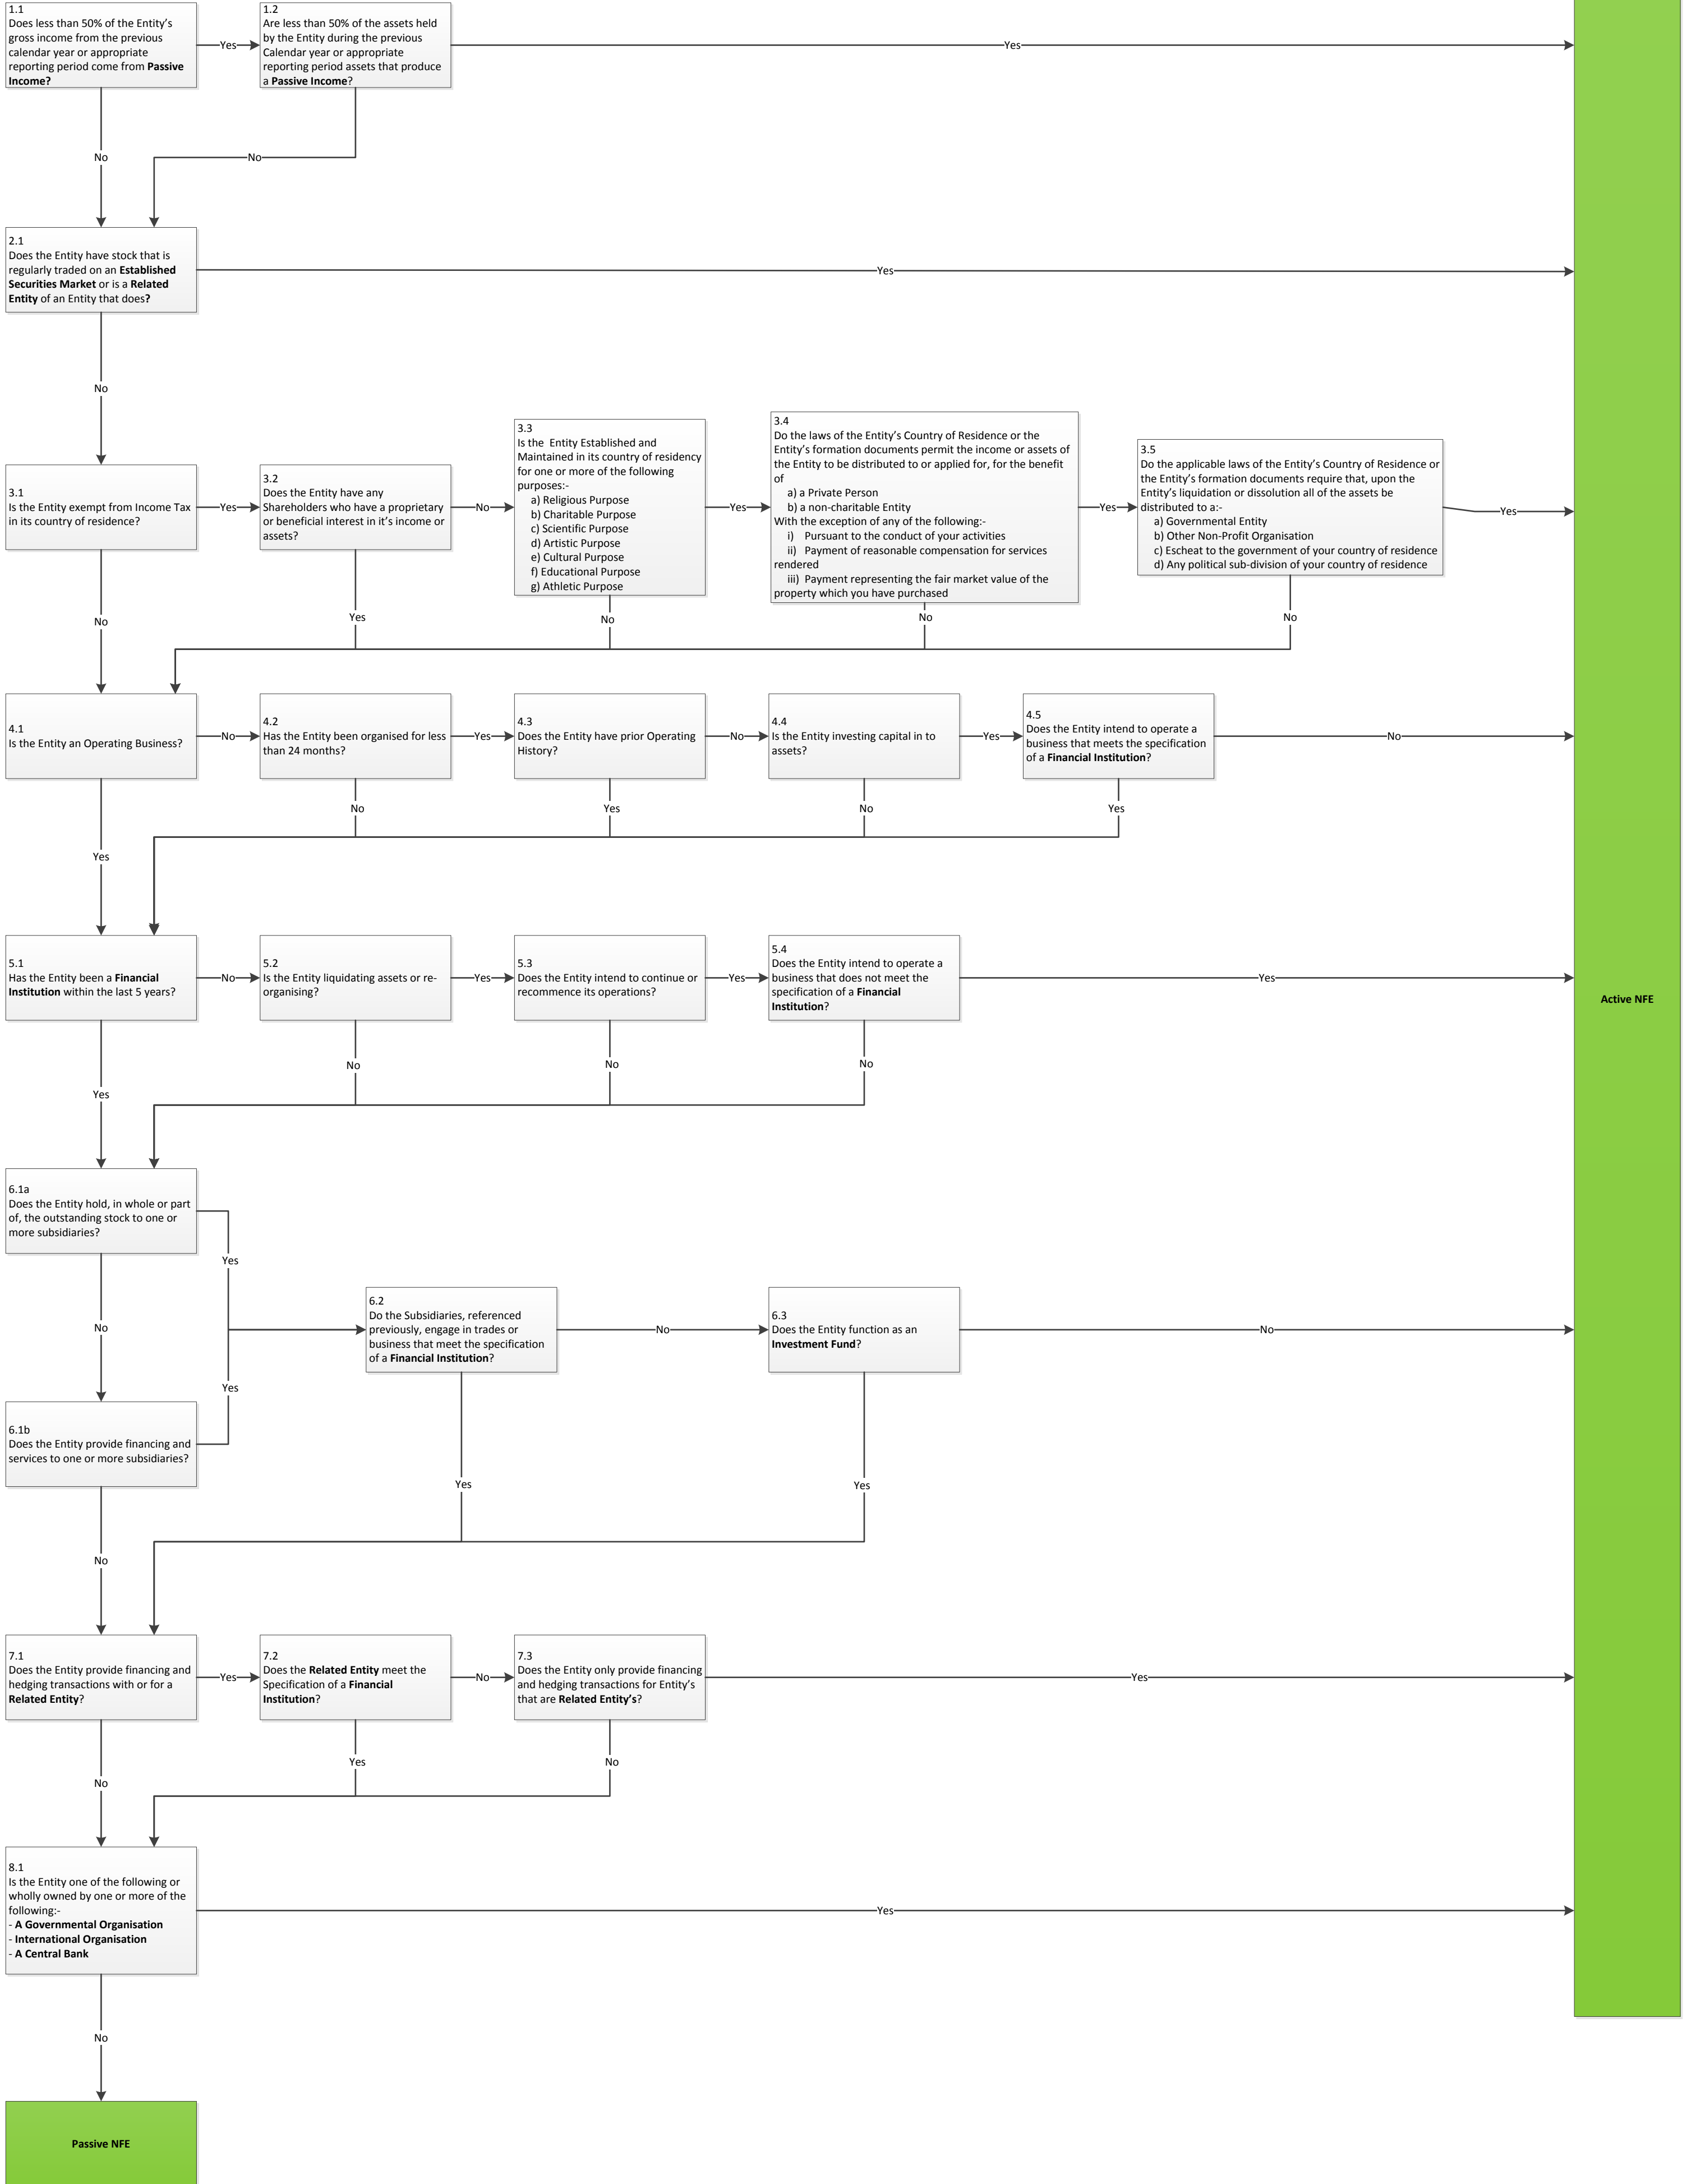 1.1
Does less than 50% of the Entity's
gross income from the previous
calendar year or appropriate
reporting period come from Passive
Income?
Yes
1.2
Are less than 50% of the assets held
by the Entity during the previous
Calendar year or appropriate
reporting period assets that produce
a Passive Income?
Yes
No
No
2.1
Does the Entity have stock that is
regularly traded on an Established
Securities Market or is a Related
Entity of an Entity that does?
Yes
No
3.1
Is the Entity exempt from Income Tax
in its country of residence?
Yes
3.2
Does the Entity have any
Shareholders who have a proprietary
or beneficial interest in it's income or
assets?
No
3.3
Is the Entity Established and
Maintained in its country of residency
for one or more of the following
purposes:-
a) Religious Purpose
b) Charitable Purpose
c) Scientific Purpose
d) Artistic Purpose
e) Cultural Purpose
f) Educational Purpose
g) Athletic Purpose
Yes
3.4
Do the laws of the Entity's Country of Residence or the
Entity's formation documents permit the income or assets of
the Entity to be distributed to or applied for, for the benefit
of
a) a Private Person
b) a non-charitable Entity
With the exception of any of the following:-
i) Pursuant to the conduct of your activities
ii) Payment of reasonable compensation for services
rendered
iii) Payment representing the fair market value of the
property which you have purchased
Yes
3.5
Do the applicable laws of the Entity's Country of Residence or
the Entity's formation documents require that, upon the
Entity's liquidation or dissolution all of the assets be
distributed to a:-
a) Governmental Entity
b) Other Non-Profit Organisation
c) Escheat to the government of your country of residence
d) Any political sub-division of your country of residence
Yes
No
Yes
No
No
No
4.1
Is the Entity an Operating Business?
No
4.2
Has the Entity been organised for less
than 24 months?
Yes
4.3
Does the Entity have prior Operating
History?
No
4.4
Is the Entity investing capital in to
assets?
Yes
4.5
Does the Entity intend to operate a
business that meets the specification
of a Financial Institution?
No
Yes
No
Yes
No
Yes
5.1
Has the Entity been a Financial
Institution within the last 5 years?
No
5.2
Is the Entity liquidating assets or re-
organising?
Yes
5.3
Does the Entity intend to continue or
recommence its operations?
Yes
5.4
Does the Entity intend to operate a
business that does not meet the
specification of a Financial
Institution?
Yes
Active NFE
Yes
No
No
No
6.1a
Does the Entity hold, in whole or part
of, the outstanding stock to one or
more subsidiaries?
Yes
No
6.2
Do the Subsidiaries, referenced
previously, engage in trades or
business that meet the specification
of a Financial Institution?
No
6.3
Does the Entity function as an
Investment Fund?
No
Yes
6.1b
Does the Entity provide financing and
services to one or more subsidiaries?
Yes
Yes
No
7.1
Does the Entity provide financing and
hedging transactions with or for a
Related Entity?
Yes
7.2
Does the Related Entity meet the
Specification of a Financial
Institution?
No
7.3
Does the Entity only provide financing
and hedging transactions for Entity's
that are Related Entity's?
Yes
No
Yes
No
8.1
Is the Entity one of the following or
wholly owned by one or more of the
following:-
- A Governmental Organisation
- International Organisation
- A Central Bank
Yes
No
Passive NFE